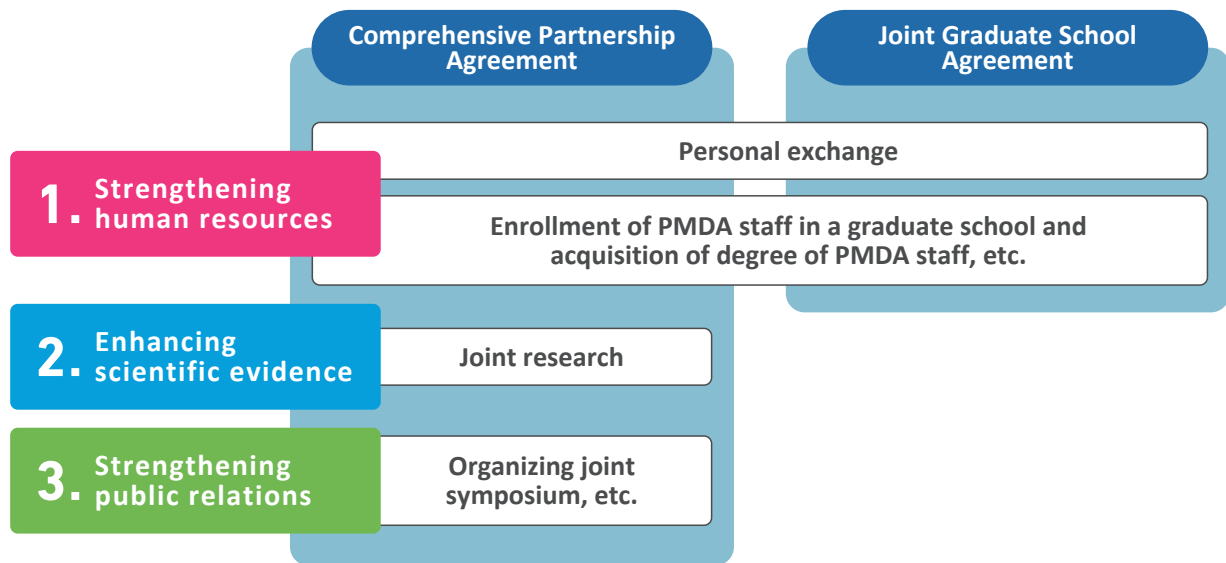 Comprehensive Partnership
Agreement
Joint Graduate School
Agreement
1. Strengthening
human resources
Personal exchange
Enrollment of PMDA staff in a graduate school and
acquisition of degree of PMDA staff, etc.
2. Enhancing
scientific evidence
Joint research
3. Strengthening
public relations
Organizing joint
symposium, etc.